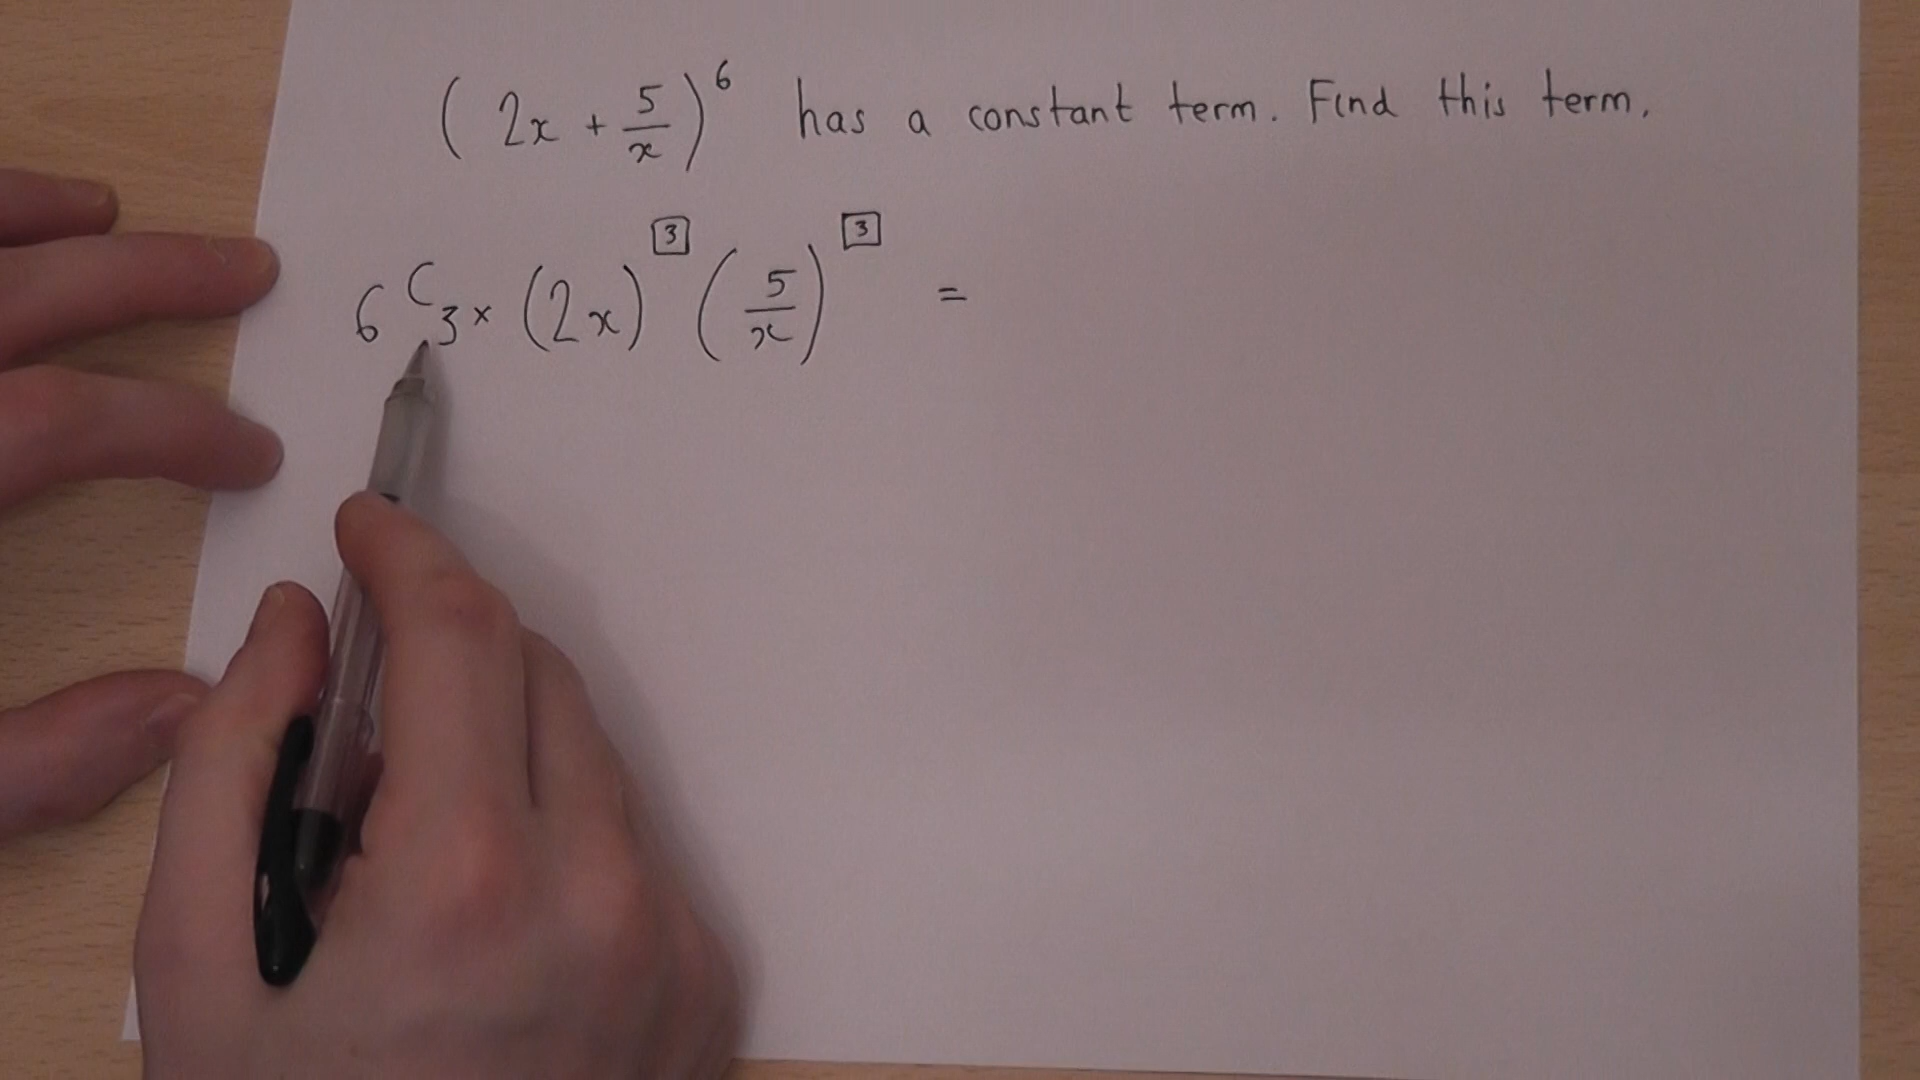 (2x + 5/x)^6 has a constant term. Find this term.
6C3 × (2x)^3 (5/x)^3 =